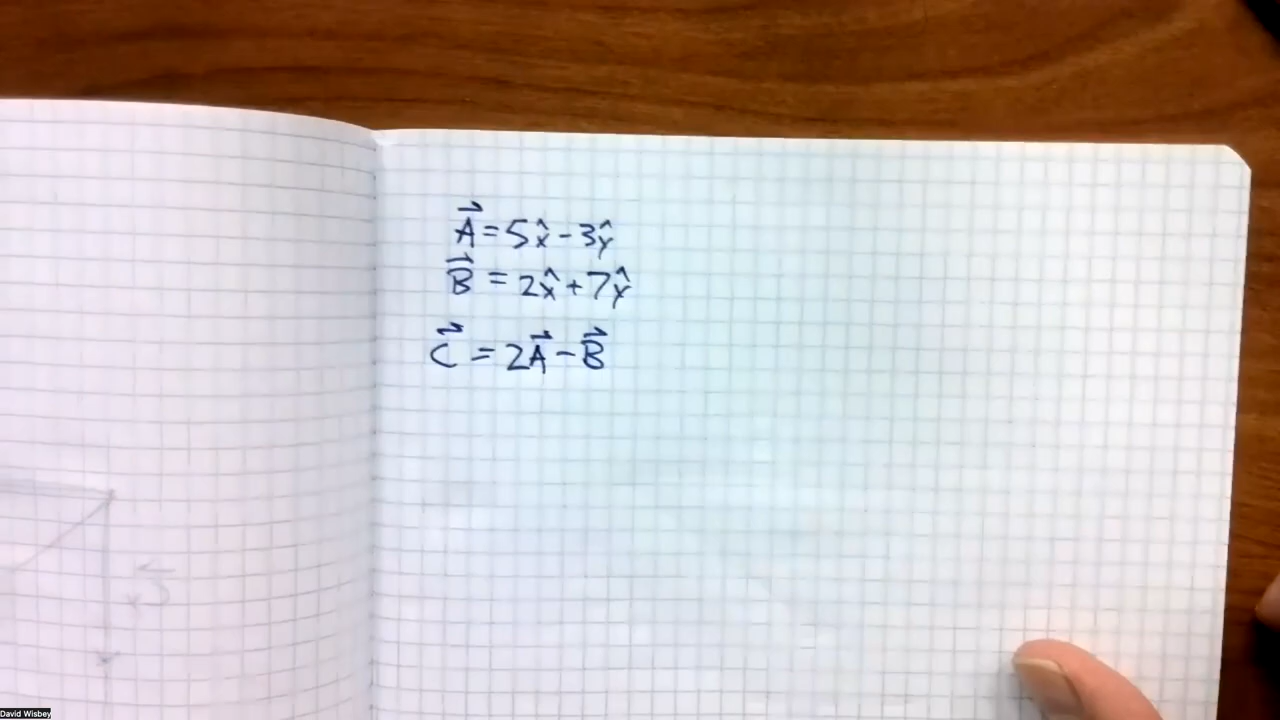 A⃗ = 5x̂ - 3ŷ
B⃗ = 2x̂ + 7ŷ
C⃗ = 2A⃗ - B⃗
David Wisbey